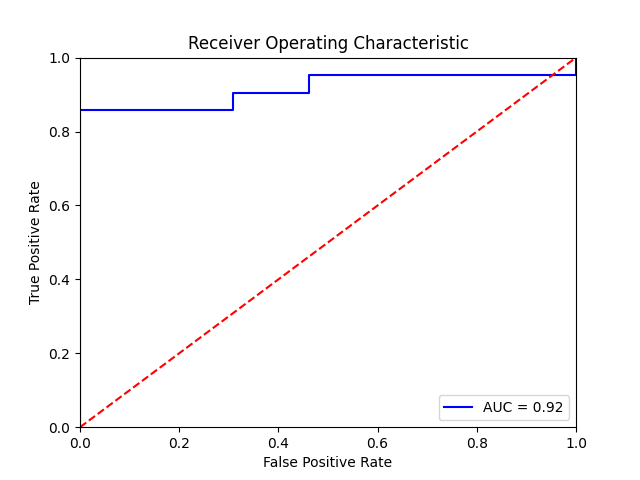 Receiver Operating Characteristic
True Positive Rate
1.0
0.8
0.6
0.4
0.2
0.0
AUC = 0.92
0.0 0.2 0.4 0.6 0.8 1.0
False Positive Rate